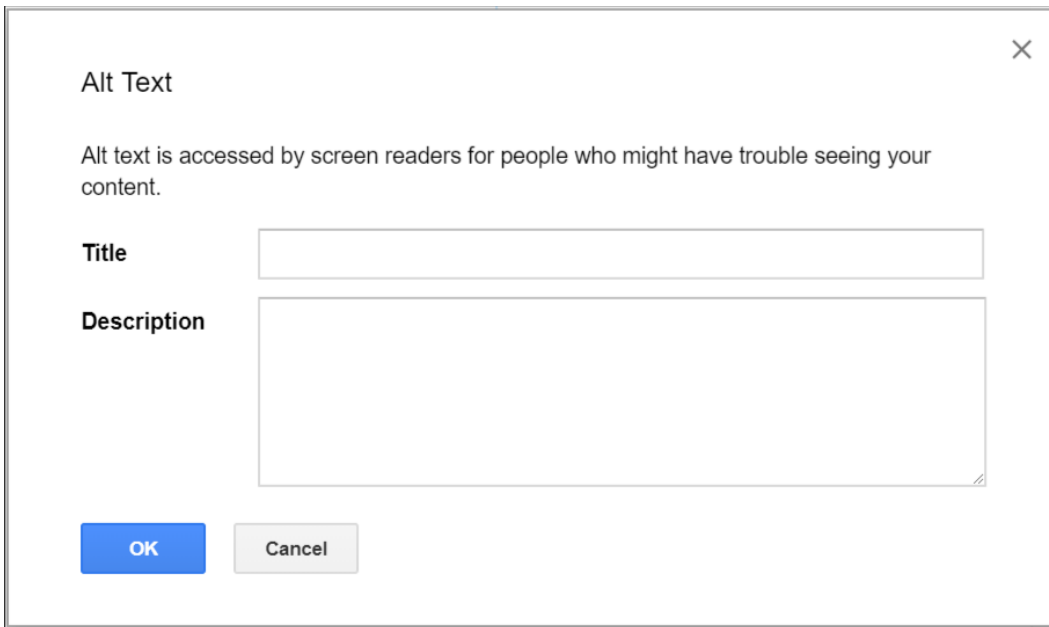 Alt Text
Alt text is accessed by screen readers for people who might have trouble seeing your
content.
Title
Description
OK
Cancel